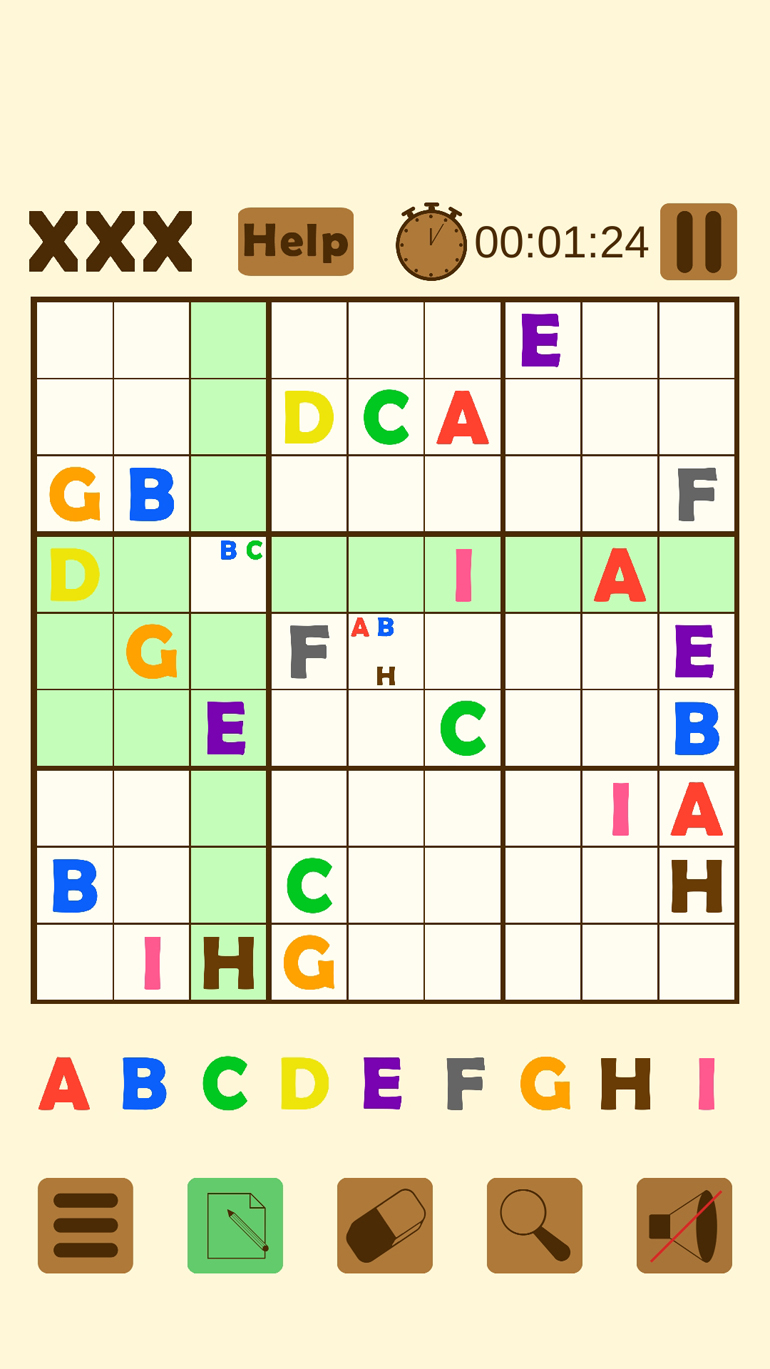 XXX Help 00:01:24
E
D C A
G B F
D B C I A
G F A B H E
E C B
I A
B C H
I H G
A B C D E F G H I